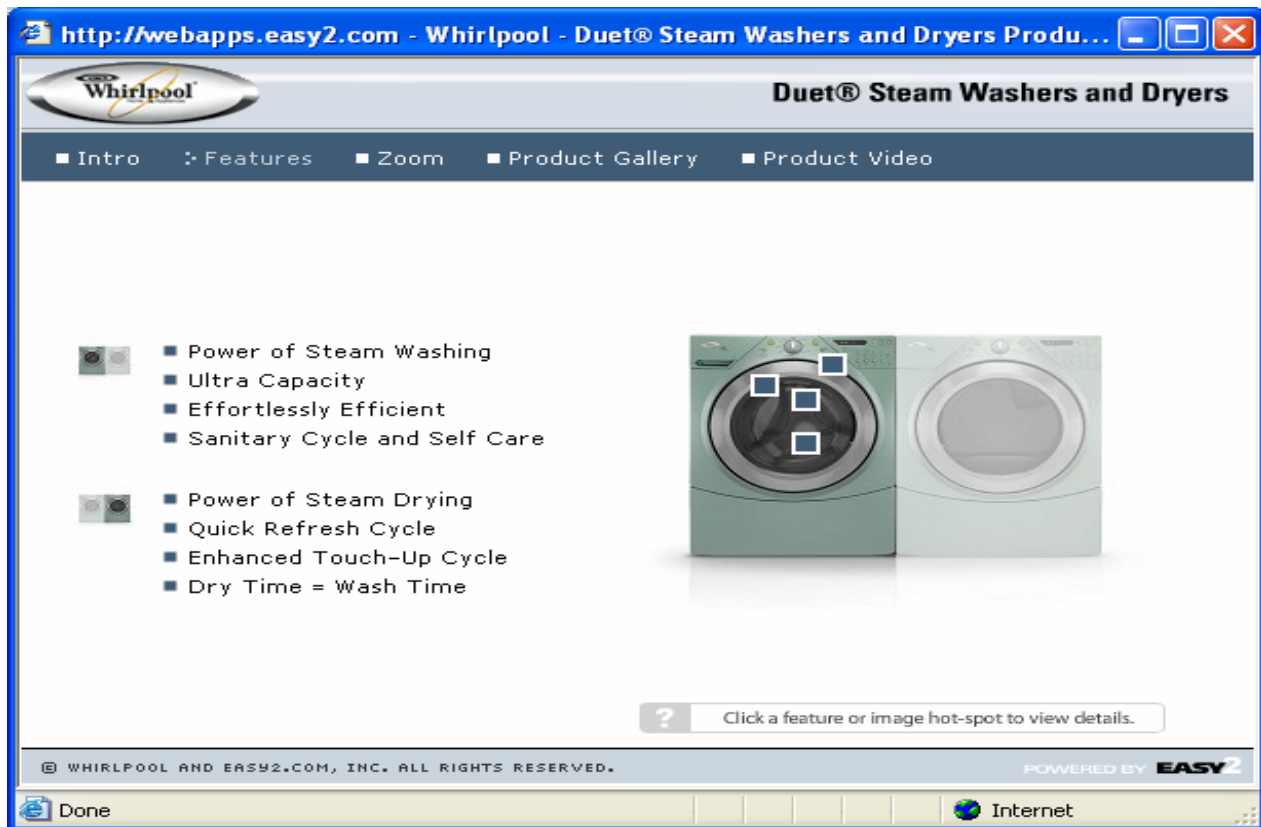 http://webapps.easy2.com - Whirlpool - Duet® Steam Washers and Dryers Produ...
Whirlpool
Duet® Steam Washers and Dryers
Intro Features Zoom Product Gallery Product Video
Power of Steam Washing
Ultra Capacity
Effortlessly Efficient
Sanitary Cycle and Self Care
Power of Steam Drying
Quick Refresh Cycle
Enhanced Touch-Up Cycle
Dry Time = Wash Time
? Click a feature or image hot-spot to view details.
© WHIRLPOOL AND EASY2.COM, INC. ALL RIGHTS RESERVED.
POWERED BY EASY2
Done
Internet